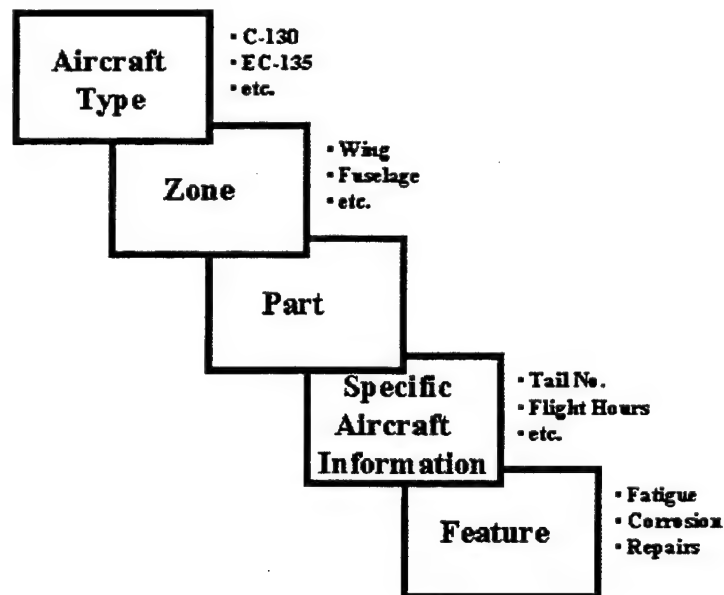 Aircraft
Type
▪ C-130
▪ EC-135
▪ etc.
Zone
▪ Wing
▪ Fuselage
▪ etc.
Part
Specific
Aircraft
Information
▪ Tail No.
▪ Flight Hours
▪ etc.
Feature
▪ Fatigue
▪ Corrosion
▪ Repairs